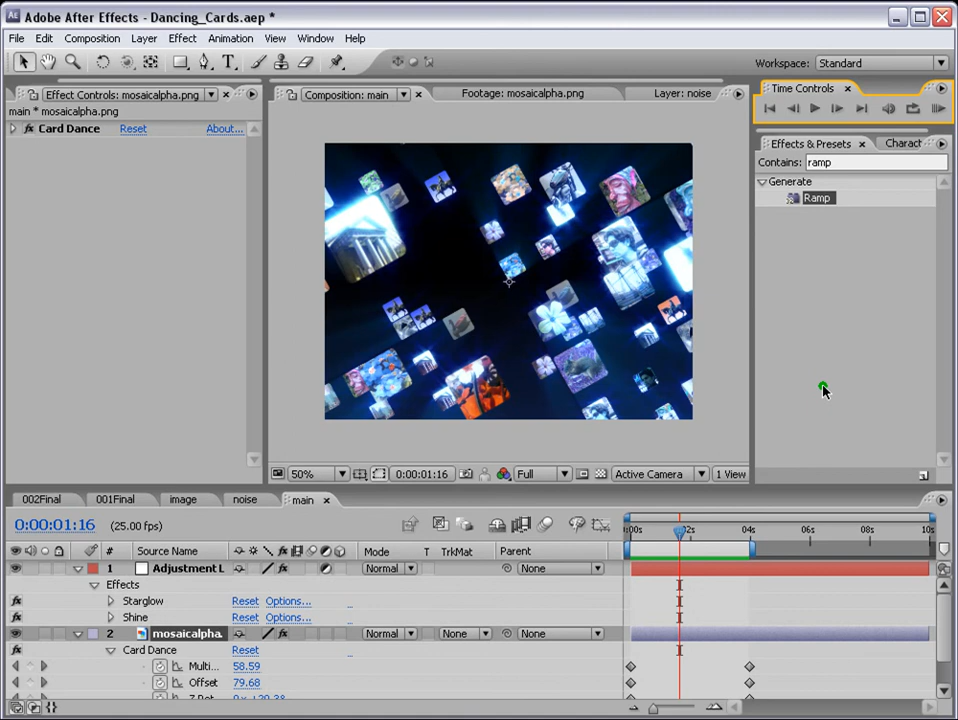 Adobe After Effects - Dancing_Cards.aep *
File Edit Composition Layer Effect Animation View Window Help
Workspace: Standard
Effect Controls: mosaicalpha.png
Composition: main
Footage: mosaicalpha.png
Layer: noise
Time Controls
main * mosaicalpha.png
Card Dance Reset About...
Effects & Presets
Charact
Contains: ramp
Generate
Ramp
50% 0:00:01:16 Full Active Camera 1 View
002Final 001Final image noise main
0:00:01:16 (25.00 fps)
02s 04s 06s 08s 10s
# Source Name Mode T TrkMat Parent
1 Adjustment L Normal None
Effects
Starglow Reset Options...
Shine Reset Options...
2 mosaicalpha. Normal None None
Card Dance Reset
Multi... 58.59
Offset 79.68